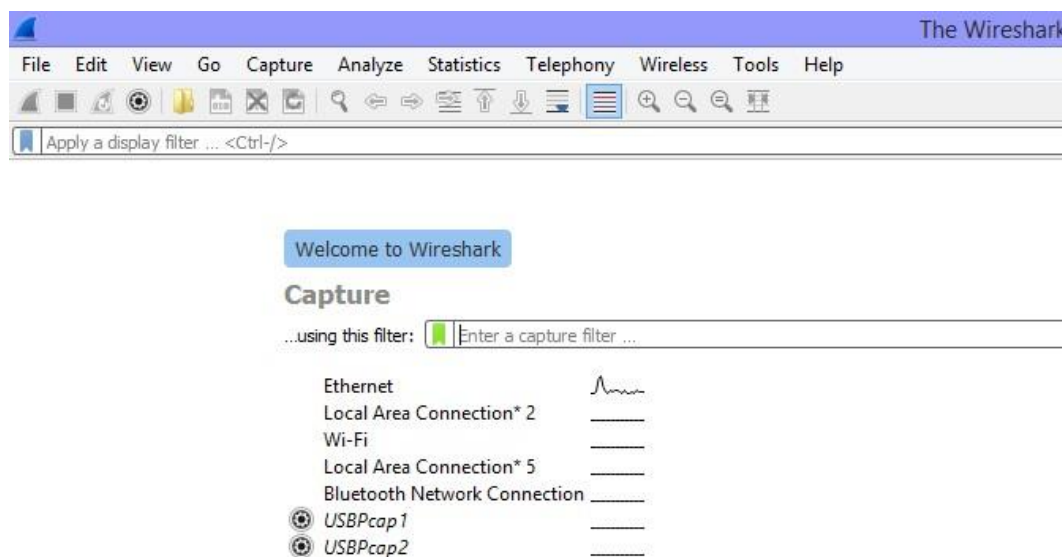 The Wireshark
File Edit View Go Capture Analyze Statistics Telephony Wireless Tools Help
Apply a display filter ... <Ctrl-/>
Welcome to Wireshark
Capture
...using this filter: Enter a capture filter ...
Ethernet
Local Area Connection* 2
Wi-Fi
Local Area Connection* 5
Bluetooth Network Connection
USBPcap1
USBPcap2